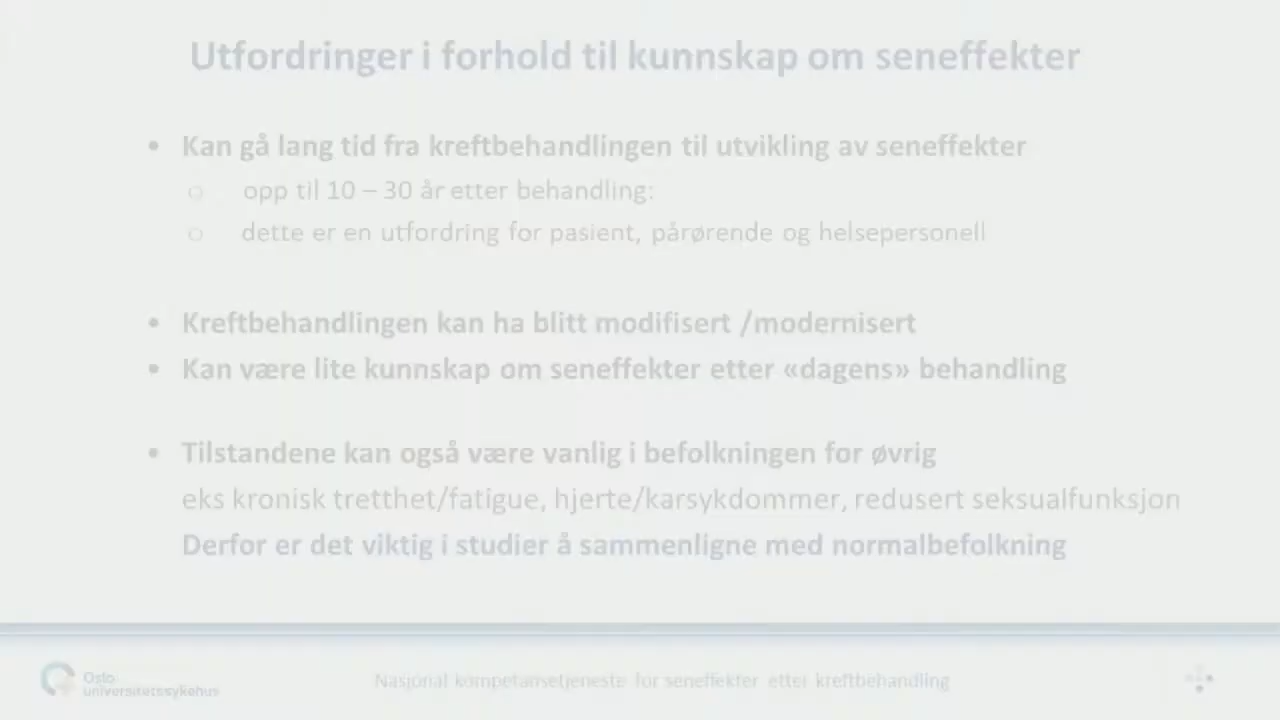 Utfordringer i forhold til kunnskap om seneffekter
• Kan gå lang tid fra kreftbehandlingen til utvikling av seneffekter
o opp til 10 – 30 år etter behandling:
o dette er en utfordring for pasient, pårørende og helsepersonell
• Kreftbehandlingen kan ha blitt modifisert /modernisert
• Kan være lite kunnskap om seneffekter etter «dagens» behandling
• Tilstandene kan også være vanlig i befolkningen for øvrig
eks kronisk tretthet/fatigue, hjerte/karsykdommer, redusert seksualfunksjon
Derfor er det viktig i studier å sammenligne med normalbefolkning
Oslo
universitetssykehus
Nasjonal kompetansetjeneste for seneffekter etter kreftbehandling